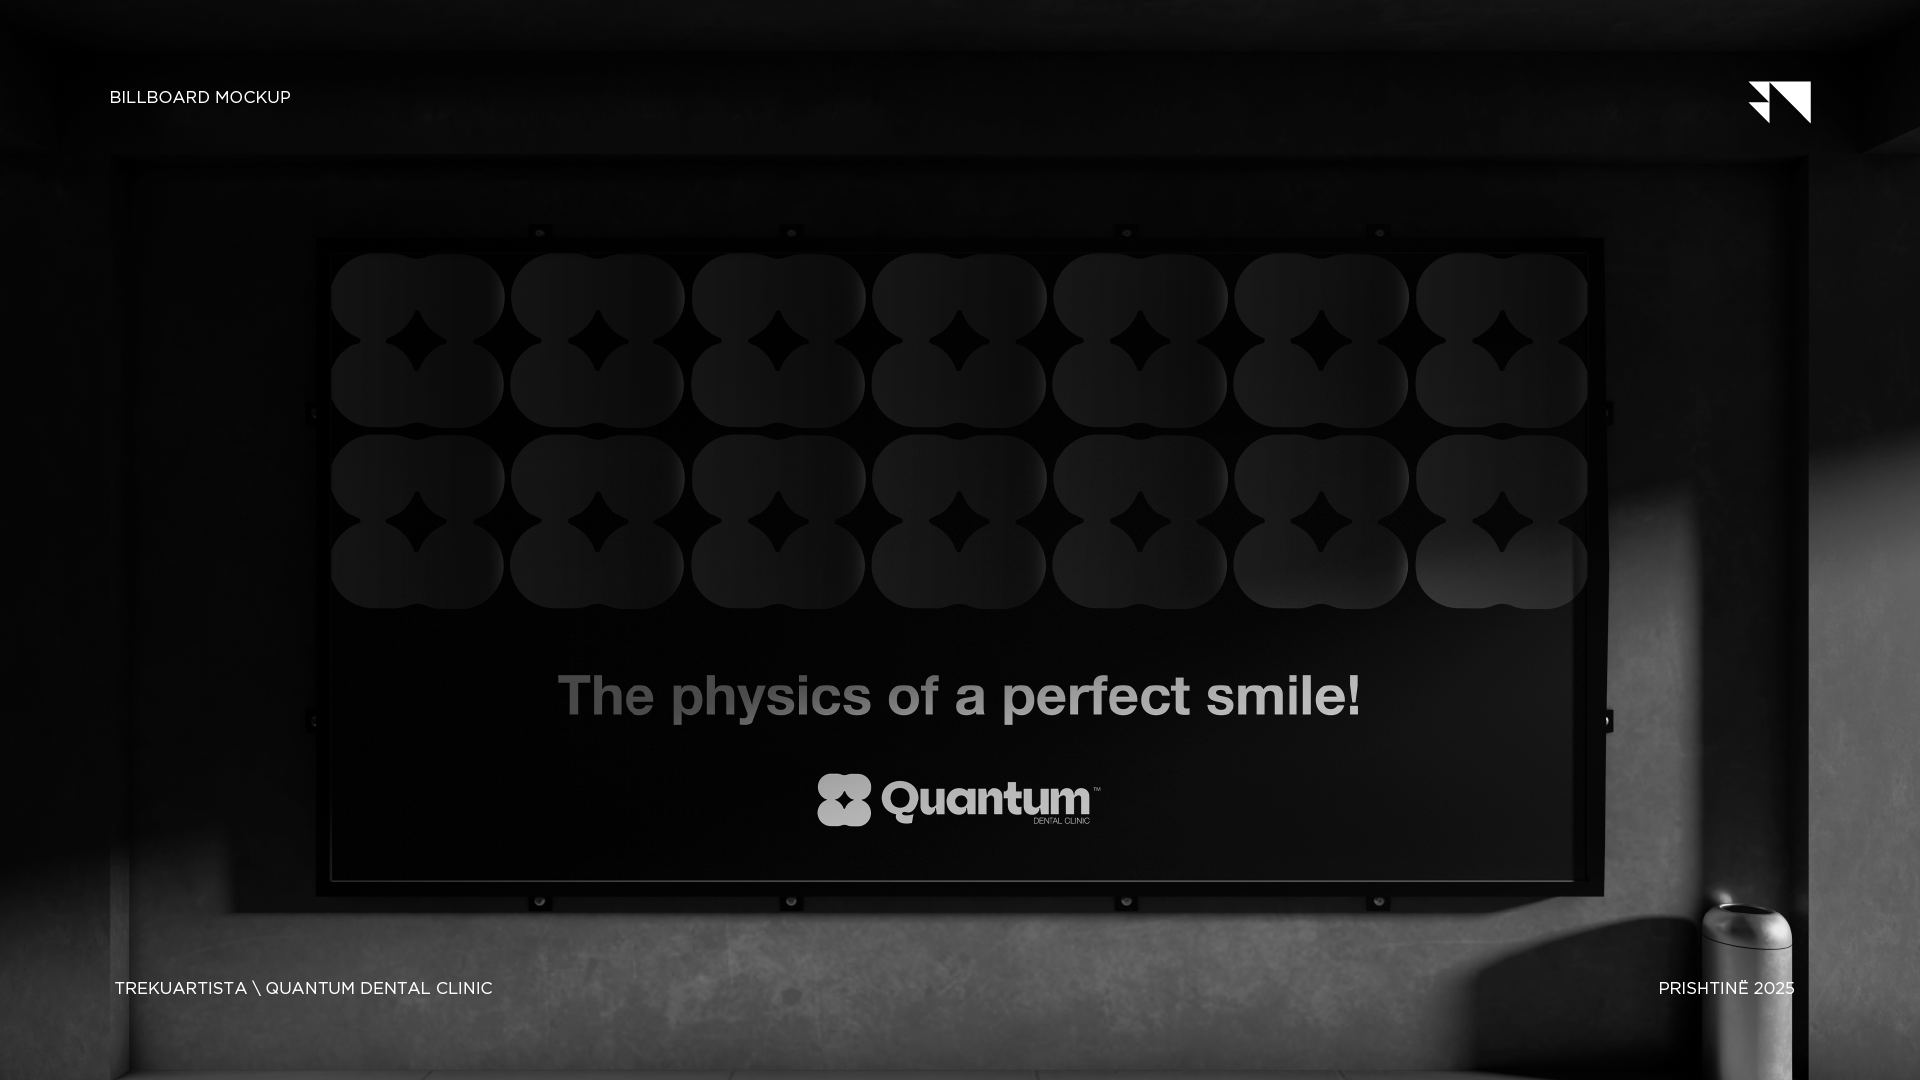 BILLBOARD MOCKUP
The physics of a perfect smile!
Quantum™
DENTAL CLINIC
TREKUARTISTA \ QUANTUM DENTAL CLINIC
PRISHTINË 2025